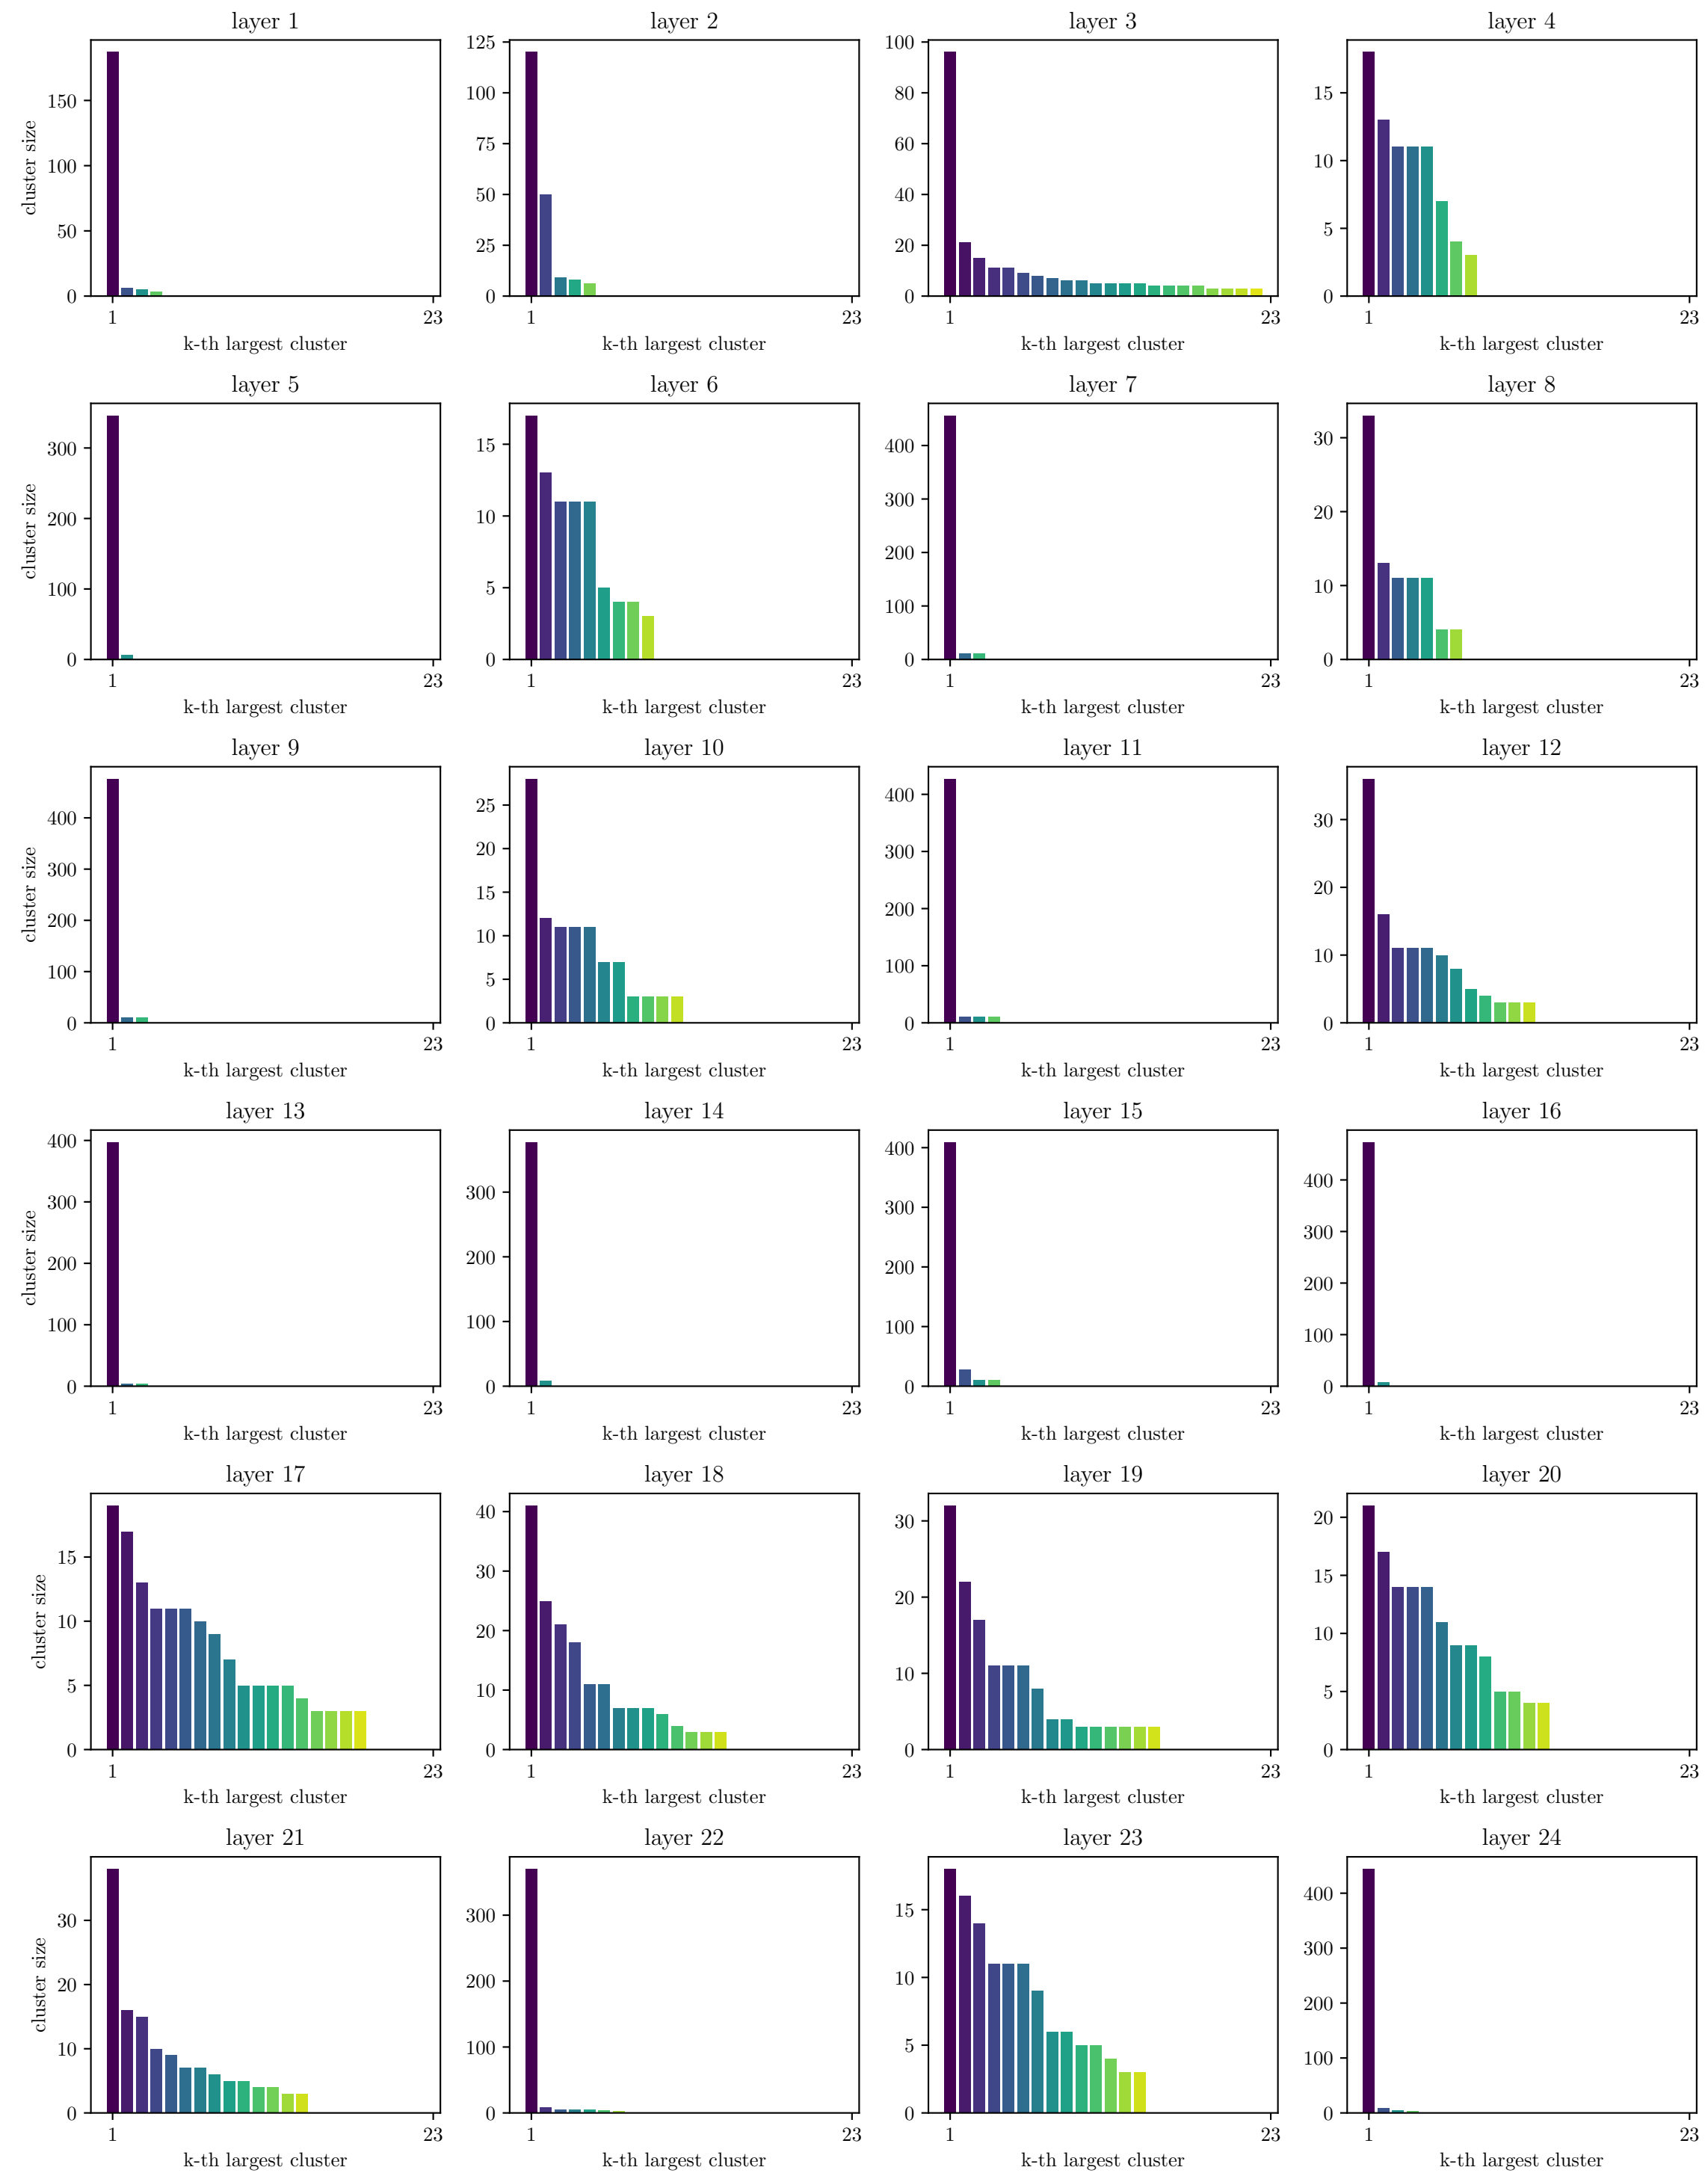 layer 1
150
100
50
0
cluster size
1
23
k-th largest cluster
layer 2
125
100
75
50
25
0
1
23
k-th largest cluster
layer 3
100
80
60
40
20
0
1
23
k-th largest cluster
layer 4
15
10
5
0
1
23
k-th largest cluster
layer 5
300
200
100
0
cluster size
1
23
k-th largest cluster
layer 6
15
10
5
0
1
23
k-th largest cluster
layer 7
400
300
200
100
0
1
23
k-th largest cluster
layer 8
30
20
10
0
1
23
k-th largest cluster
layer 9
400
300
200
100
0
cluster size
1
23
k-th largest cluster
layer 10
25
20
15
10
5
0
1
23
k-th largest cluster
layer 11
400
300
200
100
0
1
23
k-th largest cluster
layer 12
30
20
10
0
1
23
k-th largest cluster
layer 13
400
300
200
100
0
cluster size
1
23
k-th largest cluster
layer 14
300
200
100
0
1
23
k-th largest cluster
layer 15
400
300
200
100
0
1
23
k-th largest cluster
layer 16
400
300
200
100
0
1
23
k-th largest cluster
layer 17
15
10
5
0
cluster size
1
23
k-th largest cluster
layer 18
40
30
20
10
0
1
23
k-th largest cluster
layer 19
30
20
10
0
1
23
k-th largest cluster
layer 20
20
15
10
5
0
1
23
k-th largest cluster
layer 21
30
20
10
0
cluster size
1
23
k-th largest cluster
layer 22
300
200
100
0
1
23
k-th largest cluster
layer 23
15
10
5
0
1
23
k-th largest cluster
layer 24
400
300
200
100
0
1
23
k-th largest cluster